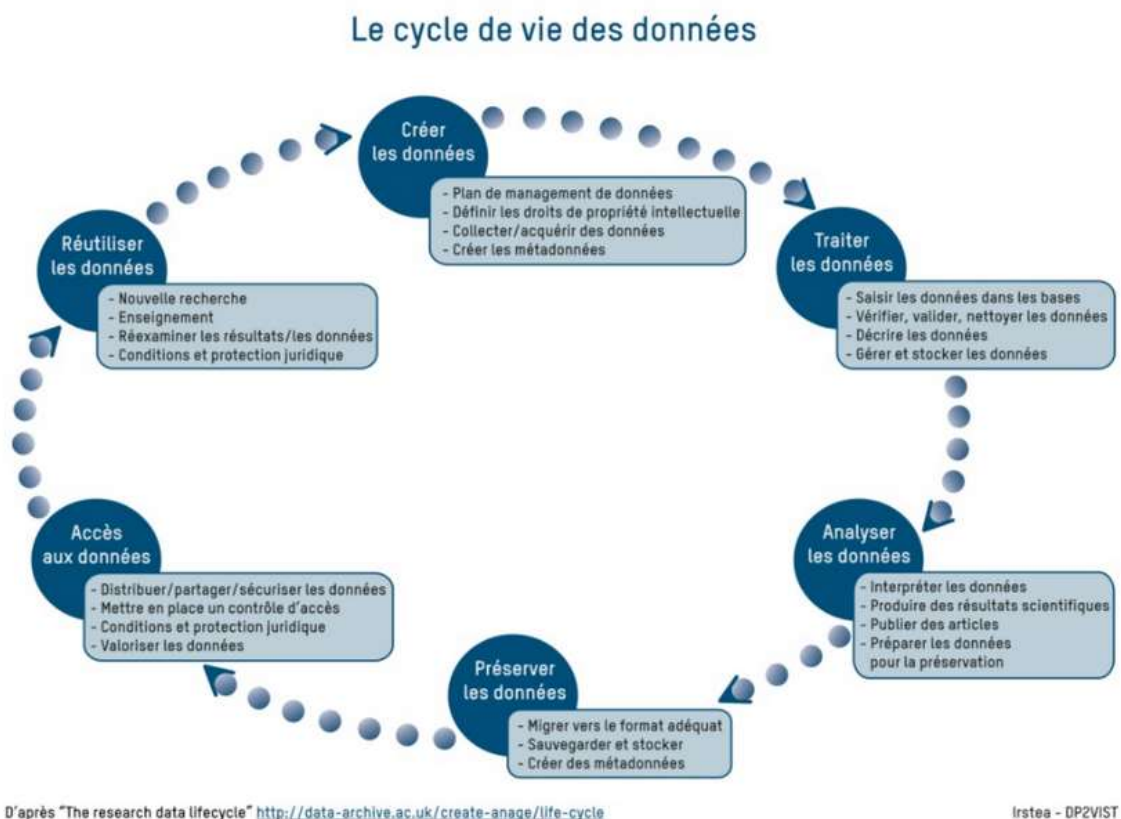 Le cycle de vie des données
Créer
les données
- Plan de management de données
- Définir les droits de propriété intellectuelle
- Collecter/acquérir des données
- Créer les métadonnées
Traiter
les données
- Saisir les données dans les bases
- Vérifier, valider, nettoyer les données
- Décrire les données
- Gérer et stocker les données
Analyser
les données
- Interpréter les données
- Produire des résultats scientifiques
- Publier des articles
- Préparer les données
pour la préservation
Préserver
les données
- Migrer vers le format adéquat
- Sauvegarder et stocker
- Créer des métadonnées
Accès
aux données
- Distribuer/partager/sécuriser les données
- Mettre en place un contrôle d'accès
- Conditions et protection juridique
- Valoriser les données
Réutiliser
les données
- Nouvelle recherche
- Enseignement
- Réexaminer les résultats/les données
- Conditions et protection juridique
D'après "The research data lifecycle" http://data-archive.ac.uk/create-anage/life-cycle
Irstea - DP2VIST